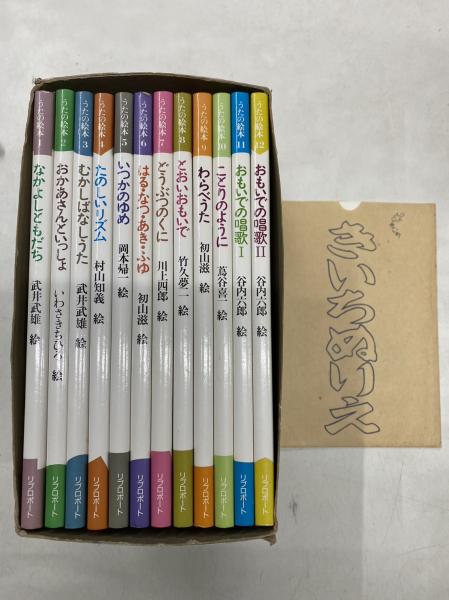 うたの絵本 1 なかよしともだち 武井武雄 絵 リブロポート
うたの絵本 2 おかあさんといっしょ いわさきちひろ 絵 リブロポート
うたの絵本 3 むかしばなしうた 武井武雄 絵 リブロポート
うたの絵本 4 たのしいリズム 村山知義 絵 リブロポート
うたの絵本 5 いつかのゆめ 岡本帰一 絵 リブロポート
うたの絵本 6 はる・なつ・あき・ふゆ 初山滋 絵 リブロポート
うたの絵本 7 どうぶつのくに 川上四郎 絵 リブロポート
うたの絵本 8 とおいおもいで 竹久夢二 絵 リブロポート
うたの絵本 9 わらべうた 初山滋 絵 リブロポート
うたの絵本 10 ことりのように 蕗谷虹児 絵 リブロポート
うたの絵本 11 おもいでの唱歌 I 谷内六郎 絵 リブロポート
うたの絵本 12 おもいでの唱歌 II 谷内六郎 絵 リブロポート
きいちぬりえ